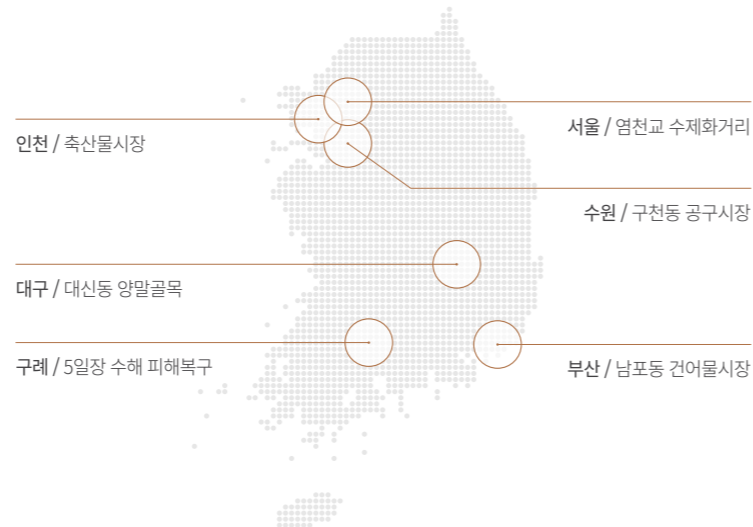 서울 / 염천교 수제화거리
인천 / 축산물시장
수원 / 구천동 공구시장
대구 / 대신동 양말골목
구례 / 5일장 수해 피해복구
부산 / 남포동 건어물시장